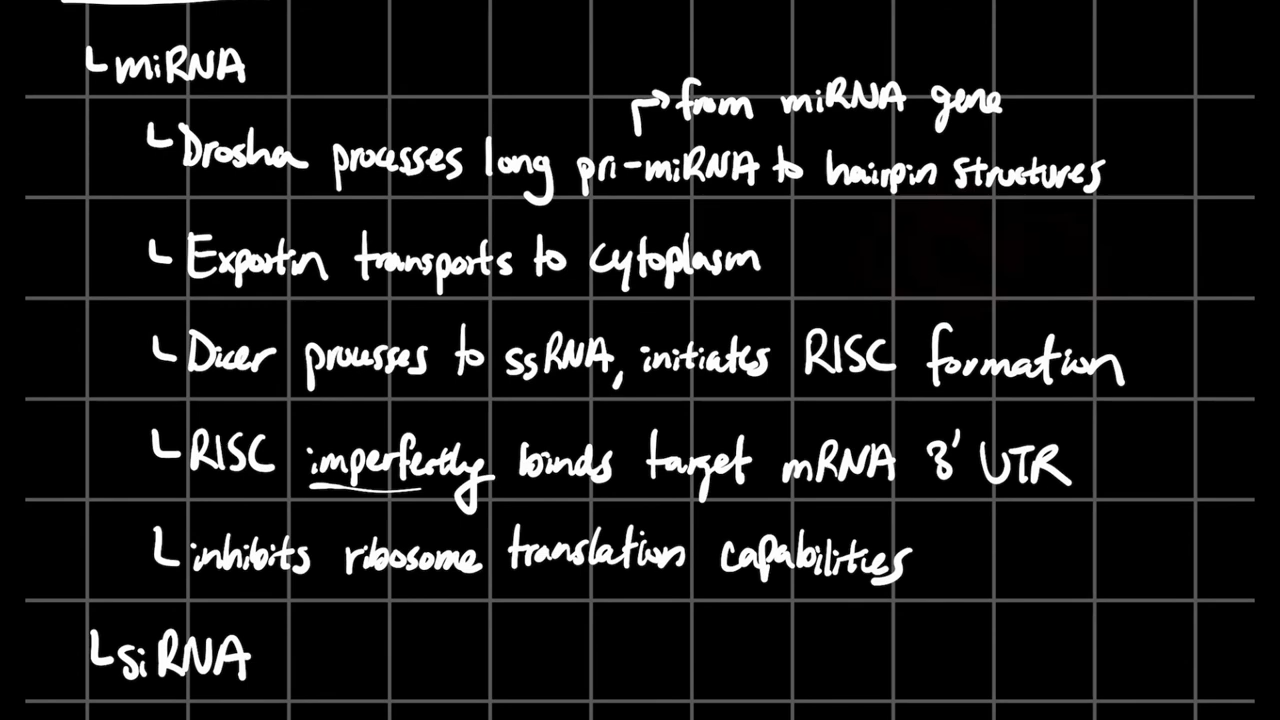 miRNA
from miRNA gene
Drosha processes long pri-miRNA to hairpin structures
Exportin transports to cytoplasm
Dicer processes to ssRNA, initiates RISC formation
RISC imperfectly binds target mRNA 3' UTR
inhibits ribosome translation capabilities
siRNA